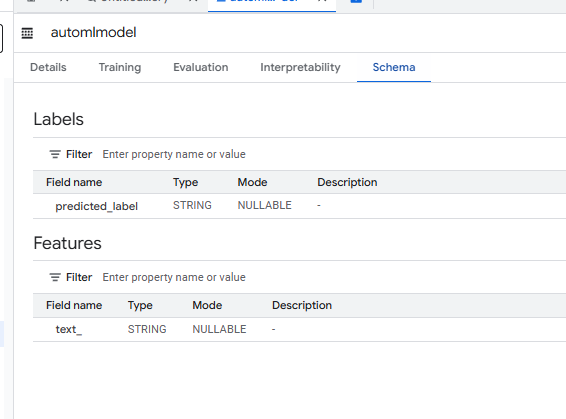 automlmodel
Details Training Evaluation Interpretability Schema
Labels
Filter Enter property name or value
Field name Type Mode Description
predicted_label STRING NULLABLE -
Features
Filter Enter property name or value
Field name Type Mode Description
text_ STRING NULLABLE -